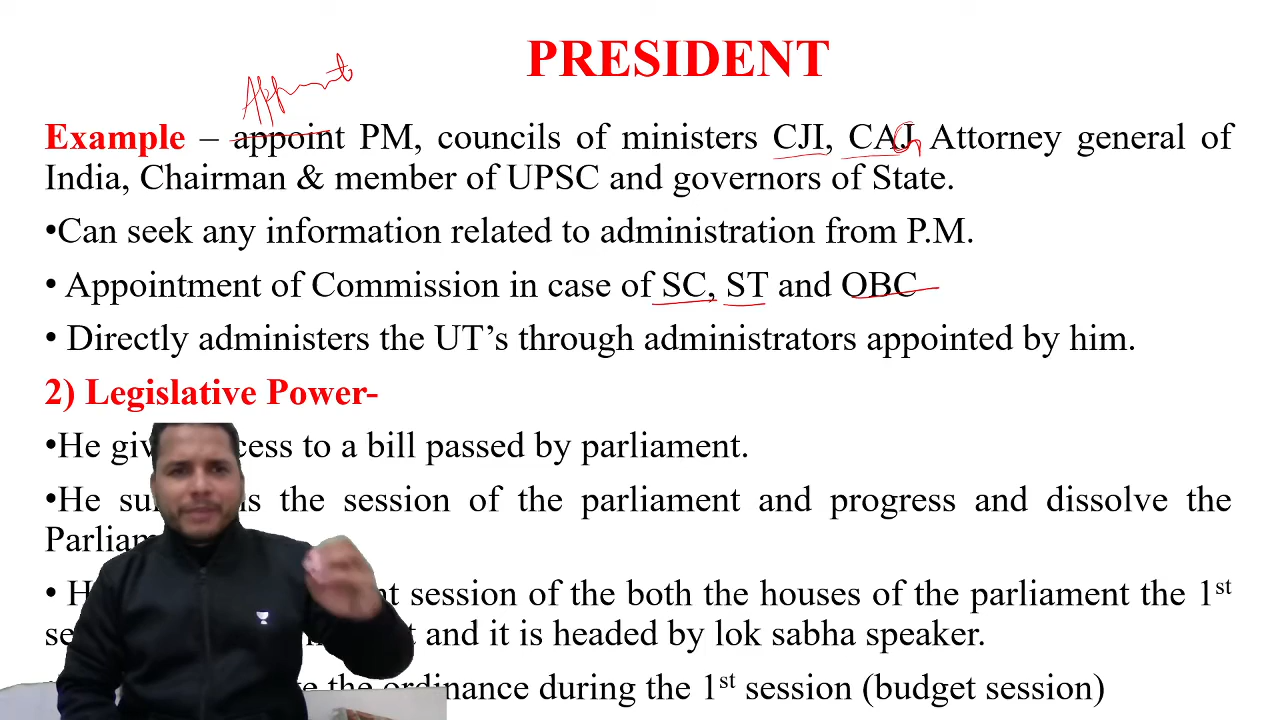 PRESIDENT
Appoint
Example – appoint PM, councils of ministers CJI, CAJ, Attorney general of
India, Chairman & member of UPSC and governors of State.
•Can seek any information related to administration from P.M.
• Appointment of Commission in case of SC, ST and OBC
• Directly administers the UT’s through administrators appointed by him.
2) Legislative Power-
•He cess to a bill passed by parliament.
•He the session of the parliament and progress and dissolve the
• session of the both the houses of the parliament the 1st
and it is headed by lok sabha speaker.
the ordinance during the 1st session (budget session)